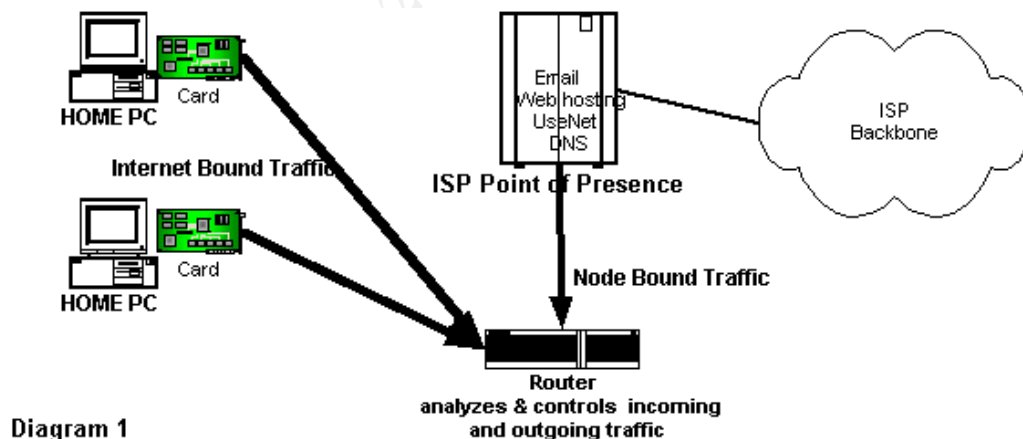 Card
HOME PC
Email
Web hosting
UseNet
DNS
ISP
Backbone
Internet Bound Traffic
ISP Point of Presence
Card
HOME PC
Node Bound Traffic
Router
analyzes & controls incoming
and outgoing traffic
Diagram 1